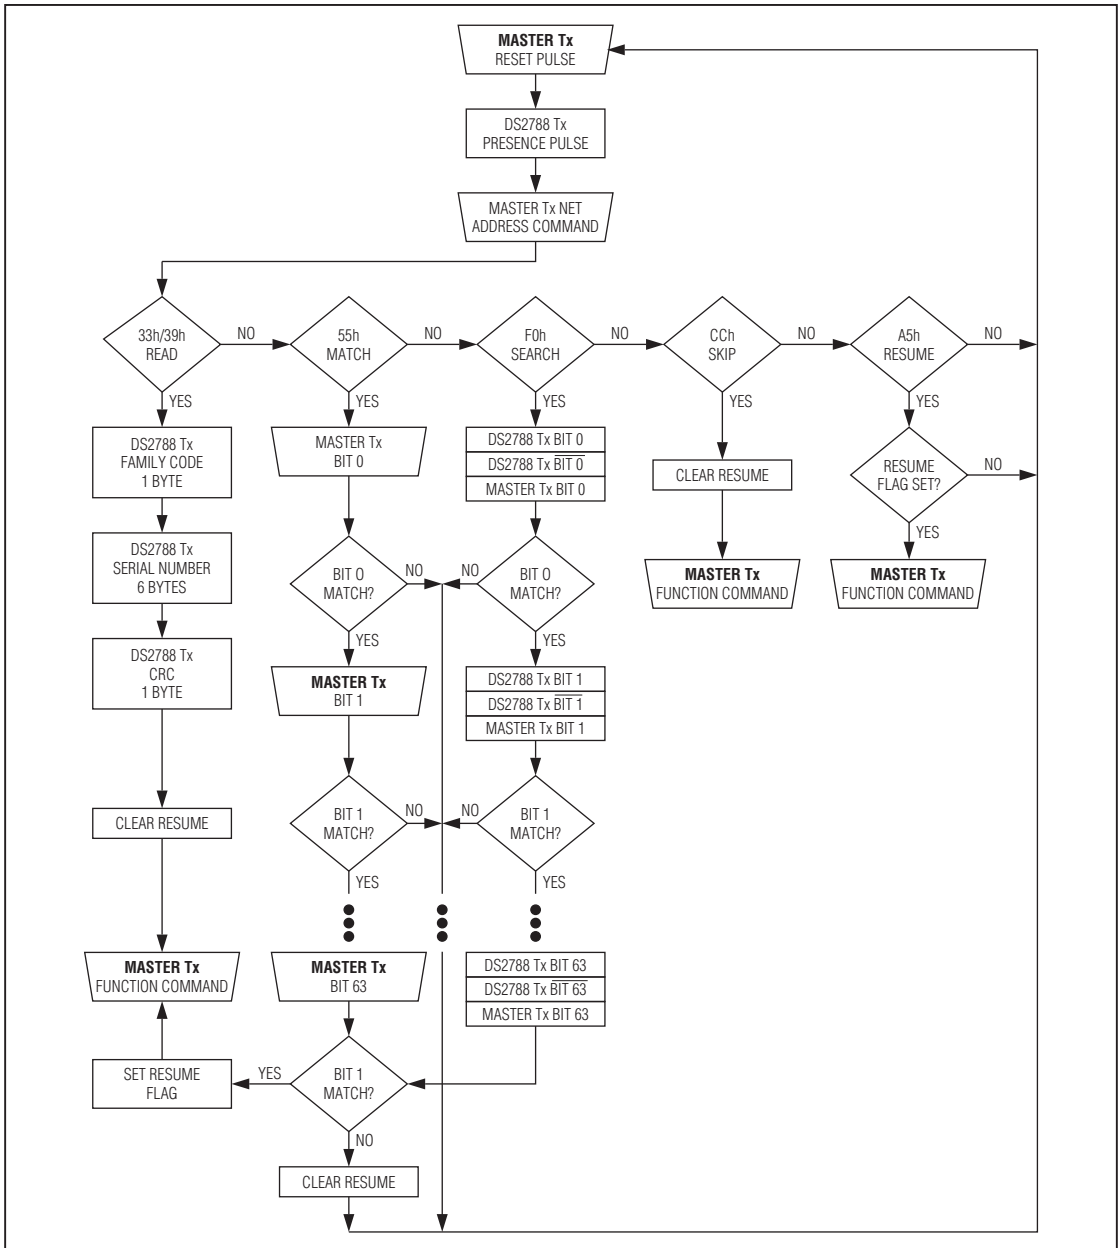 MASTER Tx
RESET PULSE
DS2788 Tx
PRESENCE PULSE
MASTER Tx NET
ADDRESS COMMAND
33h/39h
READ
NO
55h
MATCH
NO
F0h
SEARCH
NO
CCh
SKIP
NO
A5h
RESUME
NO
YES
YES
YES
YES
YES
DS2788 Tx
FAMILY CODE
1 BYTE
MASTER Tx
BIT 0
DS2788 Tx BIT 0
DS2788 Tx B̅I̅T̅ ̅0̅
MASTER Tx BIT 0
CLEAR RESUME
RESUME
FLAG SET?
NO
YES
DS2788 Tx
SERIAL NUMBER
6 BYTES
BIT 0
MATCH?
NO
NO
BIT 0
MATCH?
MASTER Tx
FUNCTION COMMAND
MASTER Tx
FUNCTION COMMAND
YES
YES
DS2788 Tx
CRC
1 BYTE
MASTER Tx
BIT 1
DS2788 Tx BIT 1
DS2788 Tx B̅I̅T̅ ̅1̅
MASTER Tx BIT 1
CLEAR RESUME
BIT 1
MATCH?
NO
NO
BIT 1
MATCH?
YES
YES
MASTER Tx
FUNCTION COMMAND
MASTER Tx
BIT 63
DS2788 Tx BIT 63
DS2788 Tx B̅I̅T̅ ̅6̅3̅
MASTER Tx BIT 63
SET RESUME
FLAG
YES
BIT 1
MATCH?
NO
CLEAR RESUME